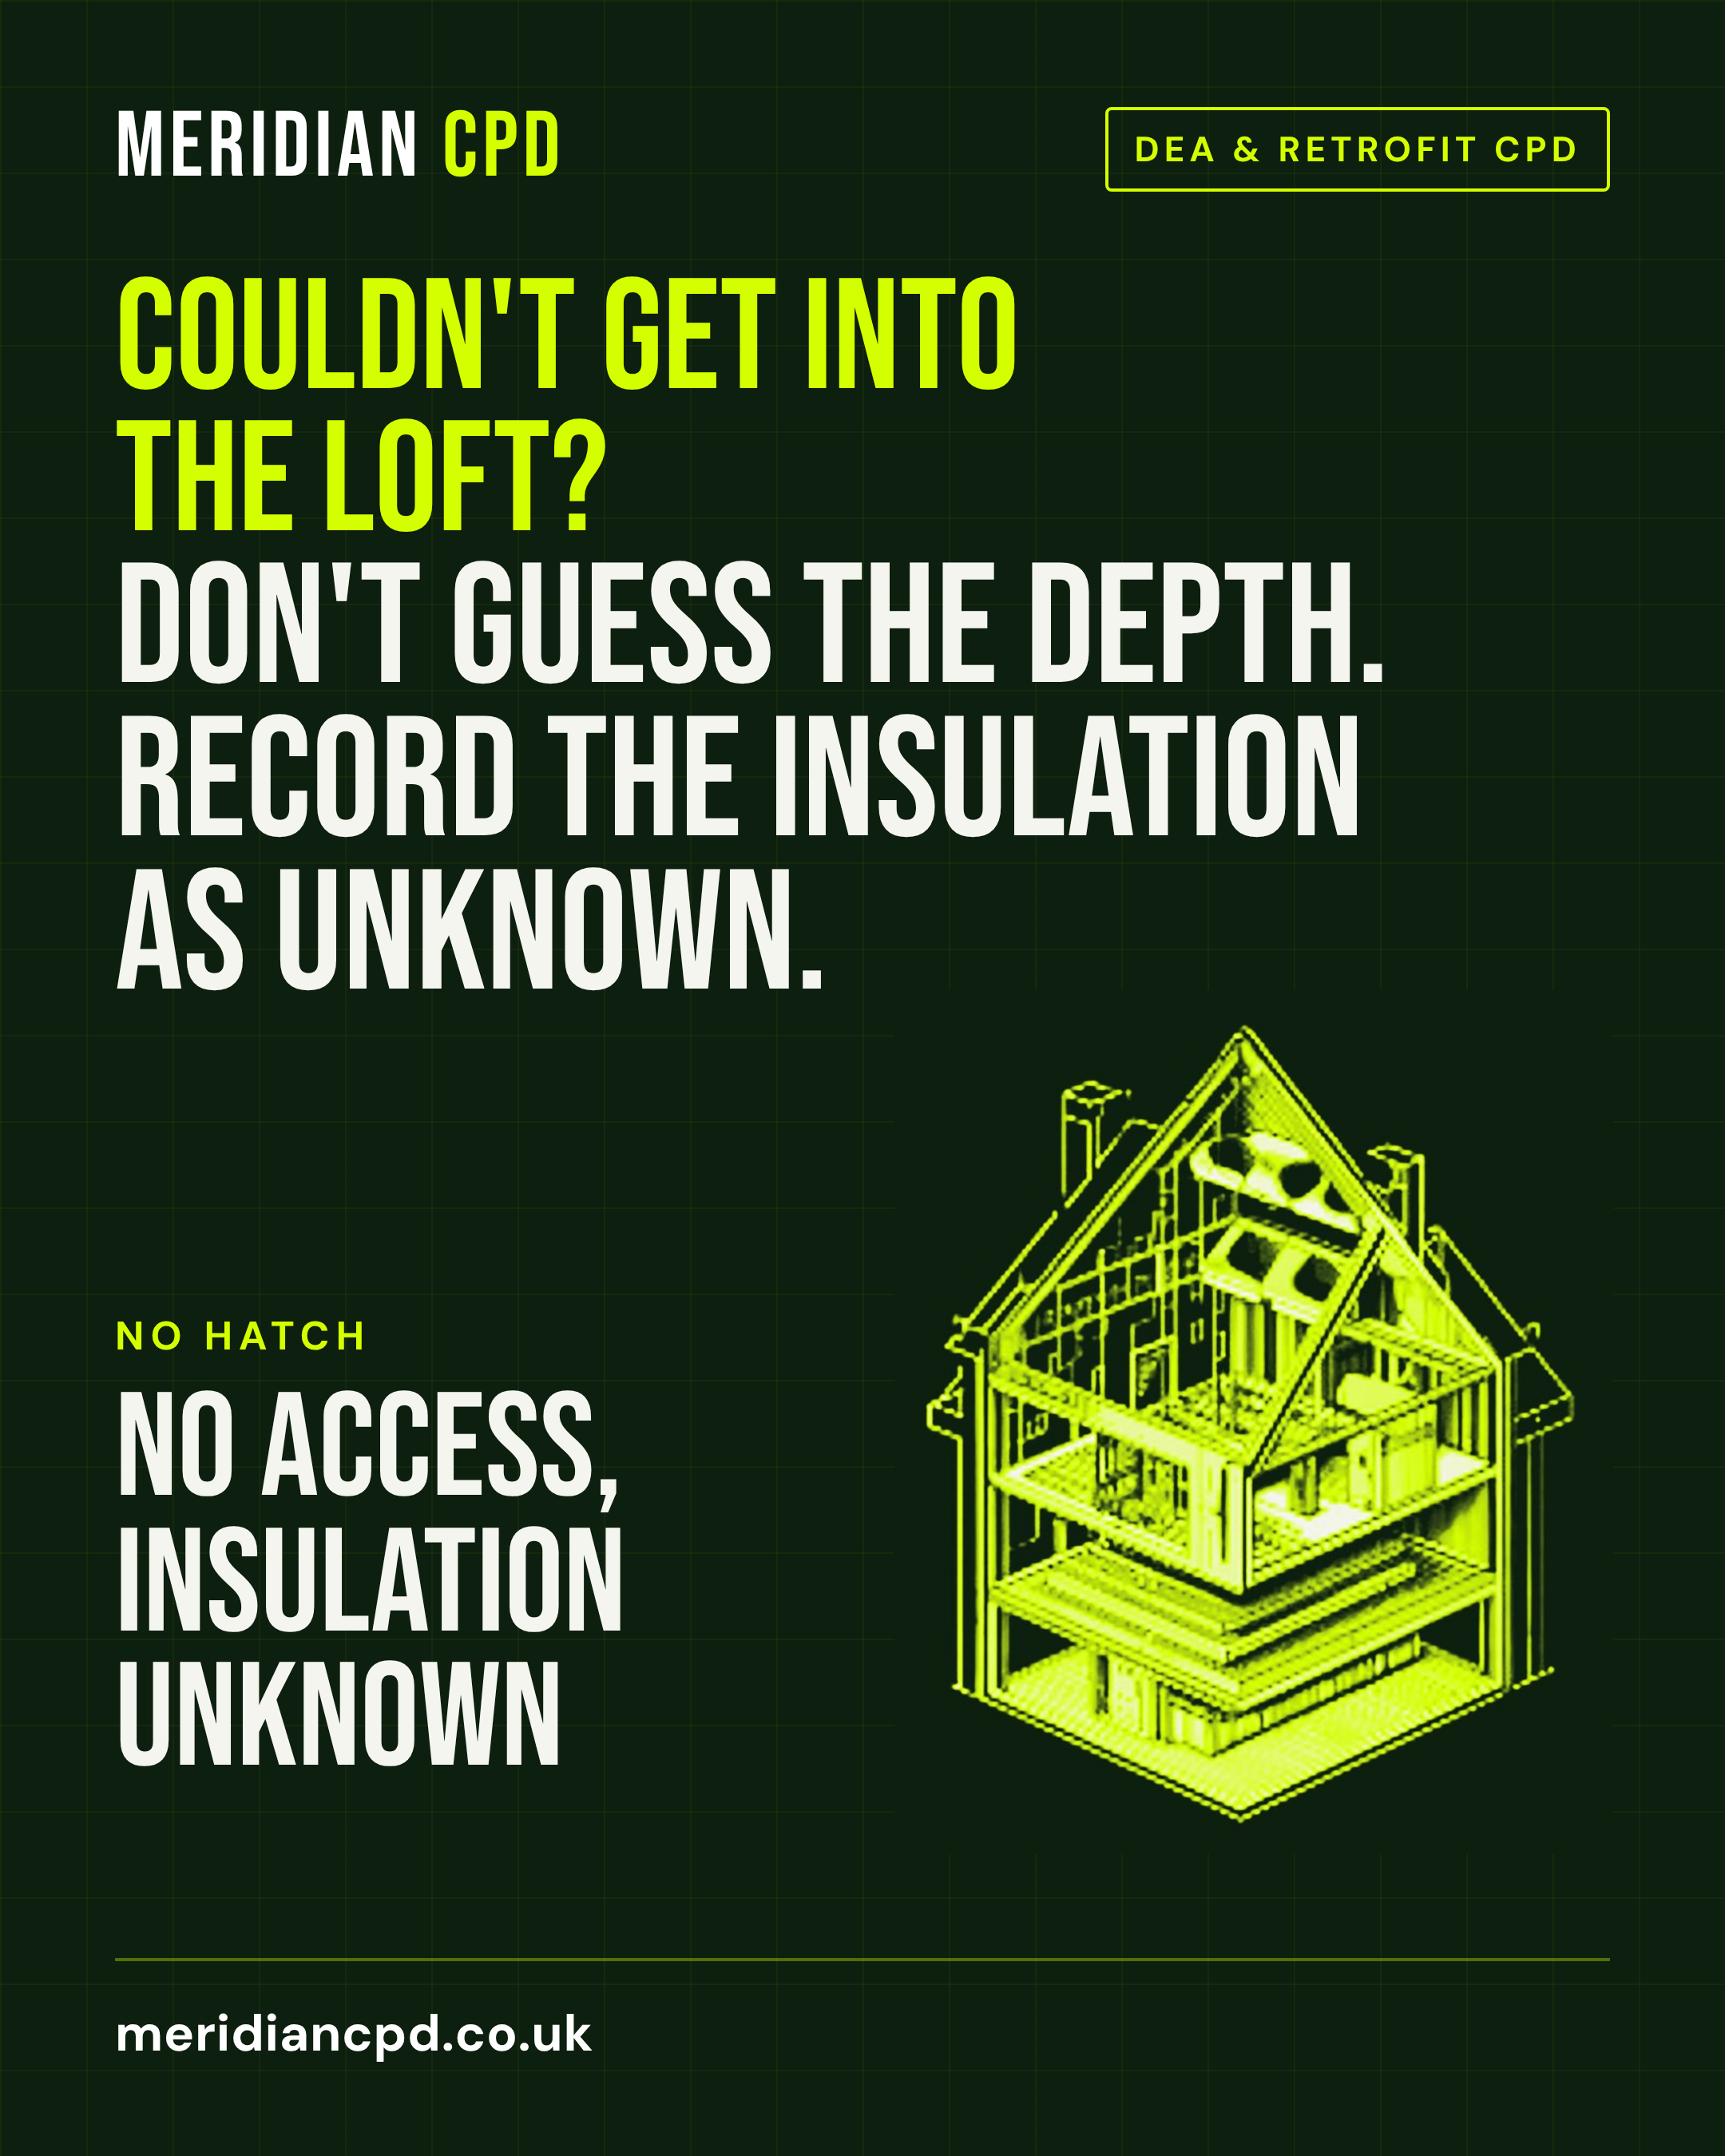 MERIDIAN CPD
DEA & RETROFIT CPD
COULDN'T GET INTO
THE LOFT?
DON'T GUESS THE DEPTH.
RECORD THE INSULATION
AS UNKNOWN.
NO HATCH
NO ACCESS,
INSULATION
UNKNOWN
meridiancpd.co.uk